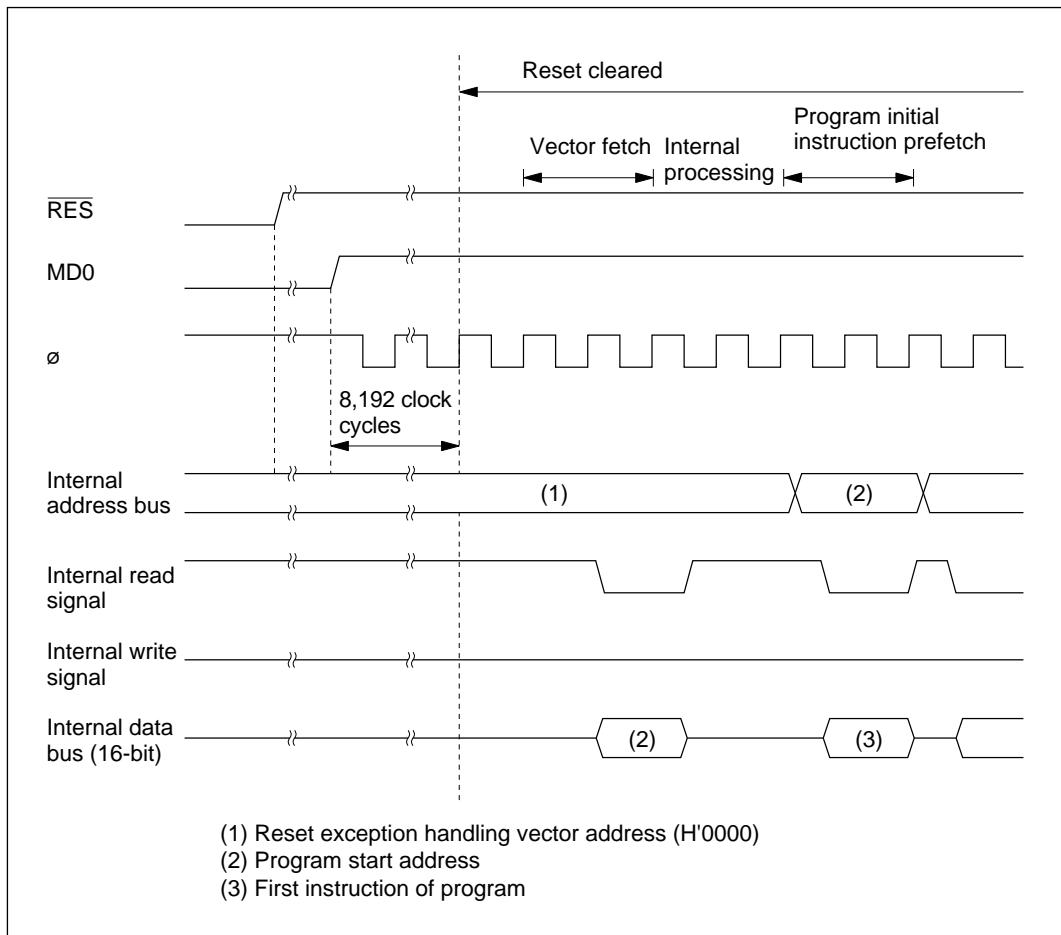 Reset cleared
Program initial
Vector fetch
Internal
instruction prefetch
processing
RES
MD0
ø
8,192 clock
cycles
Internal
address bus
(1)
(2)
Internal read
signal
Internal write
signal
Internal data
bus (16-bit)
(2)
(3)
(1) Reset exception handling vector address (H'0000)
(2) Program start address
(3) First instruction of program